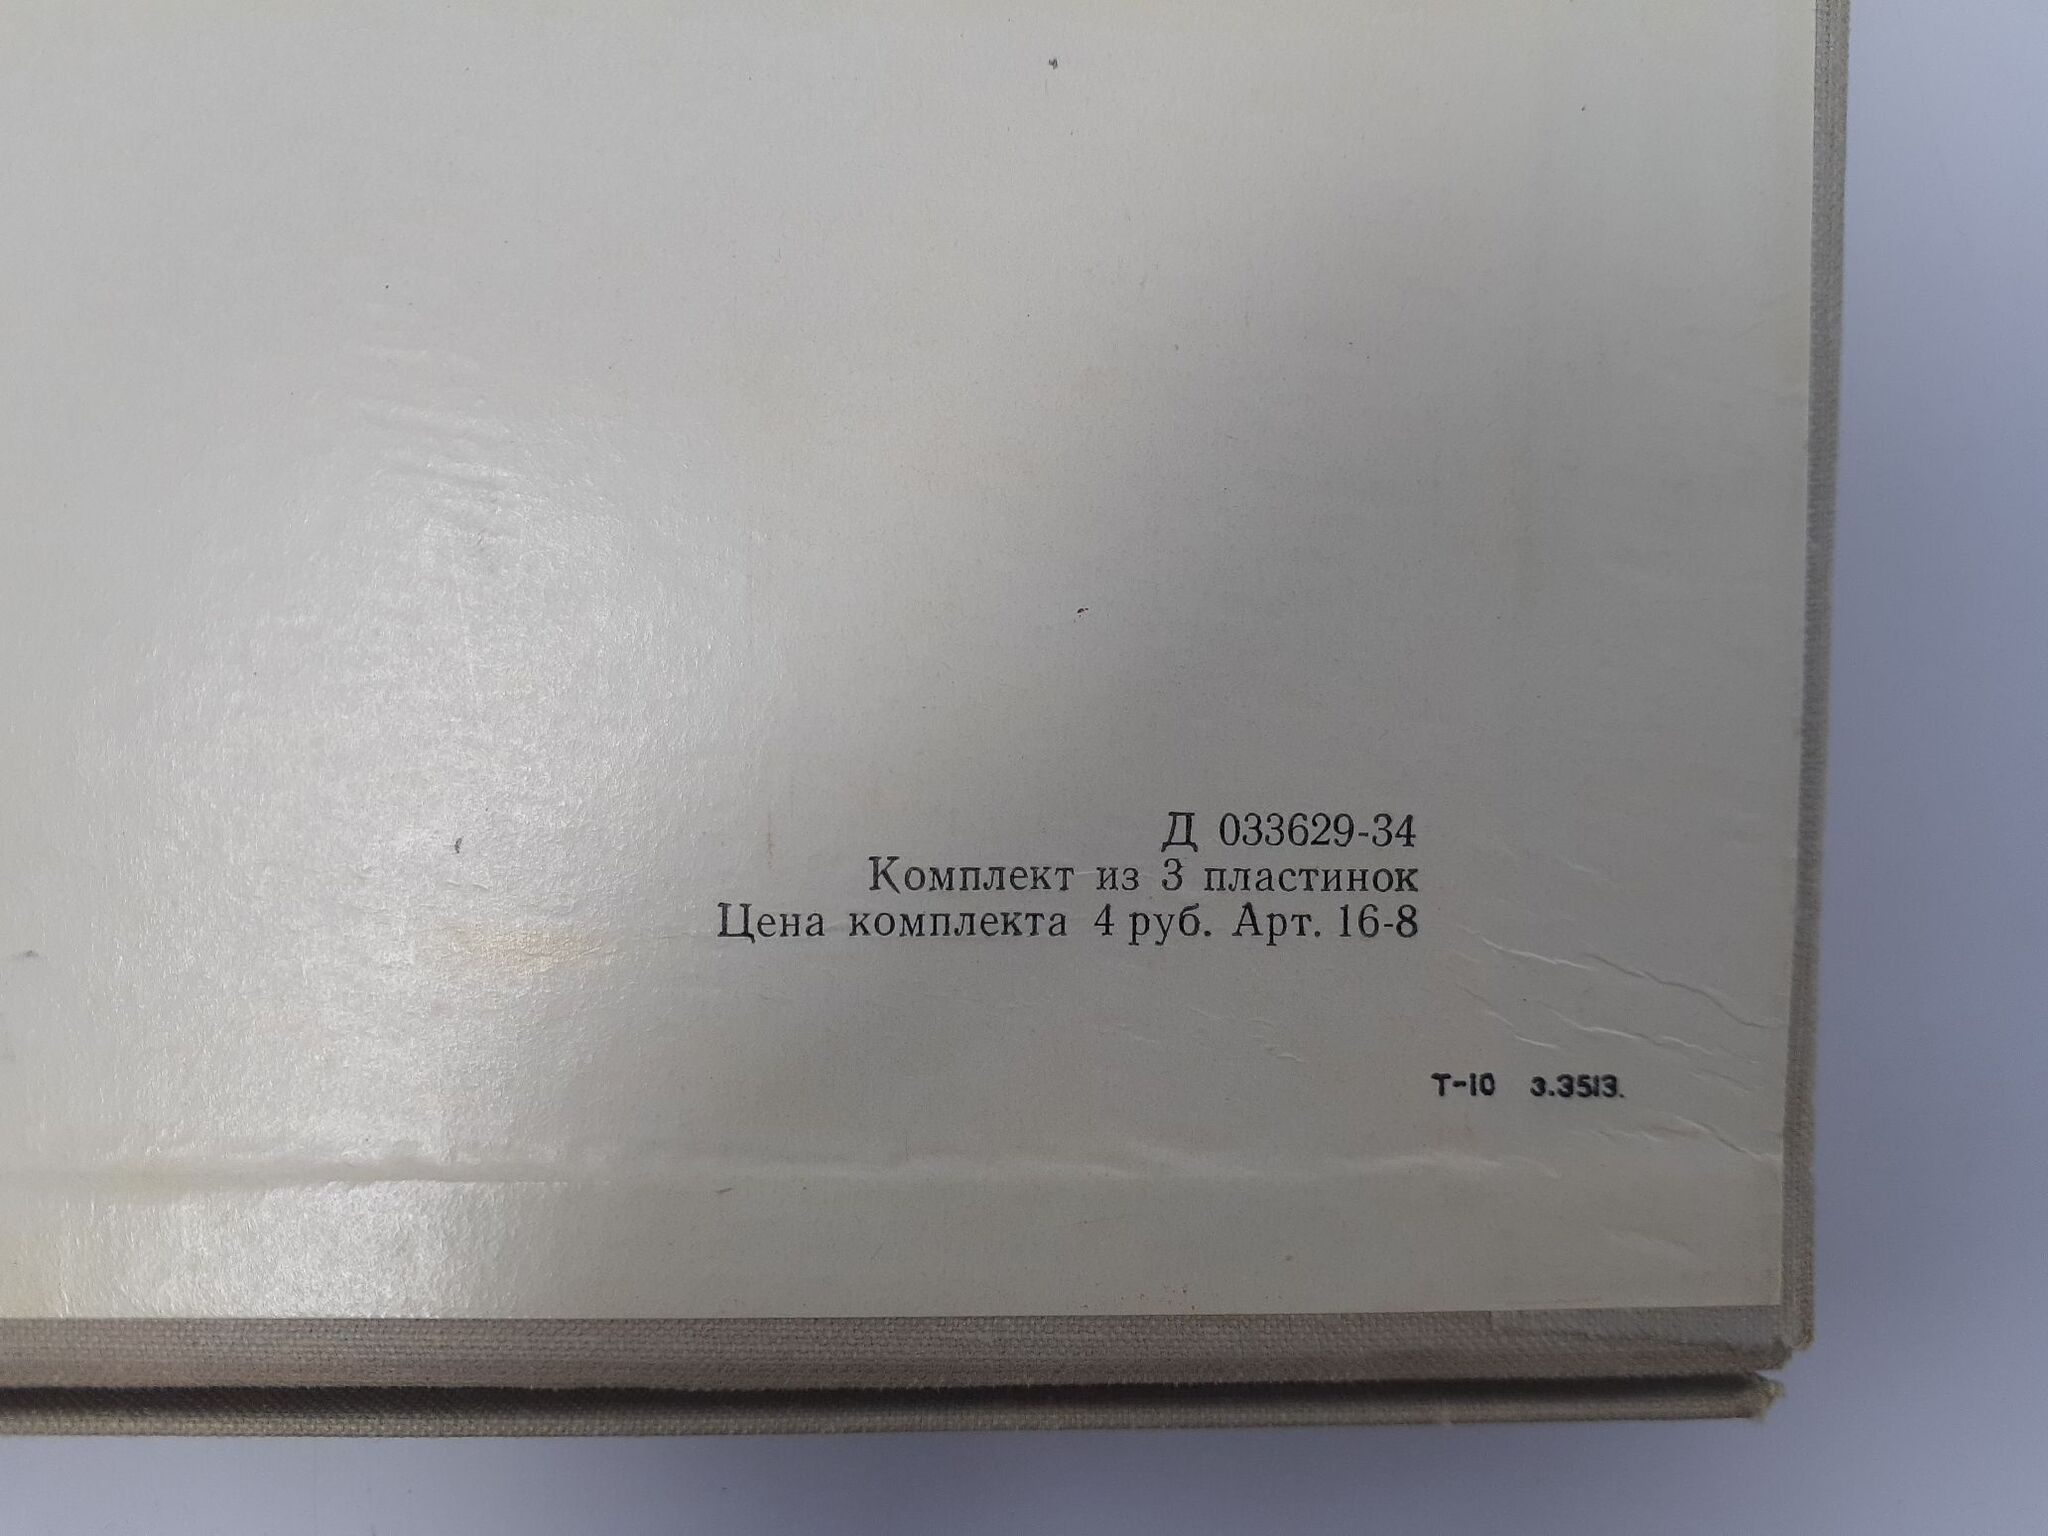 Д 033629-34
Комплект из 3 пластинок
Цена комплекта 4 руб. Арт. 16-8
Т-10 з.3513.